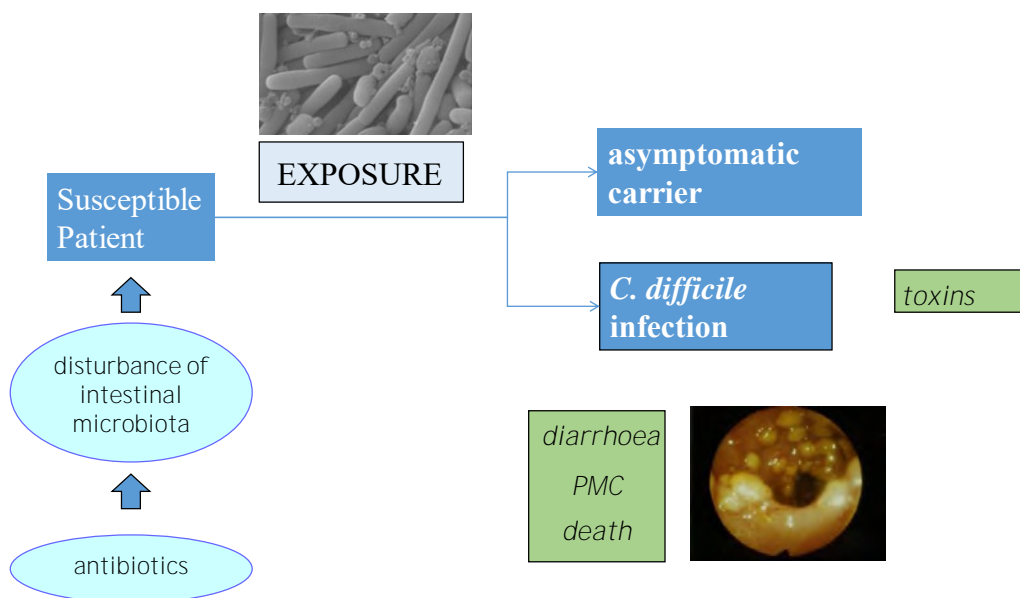 EXPOSURE
Susceptible
Patient
asymptomatic
carrier
C. difficile
infection
toxins
disturbance of
intestinal
microbiota
antibiotics
diarrhoea
PMC
death